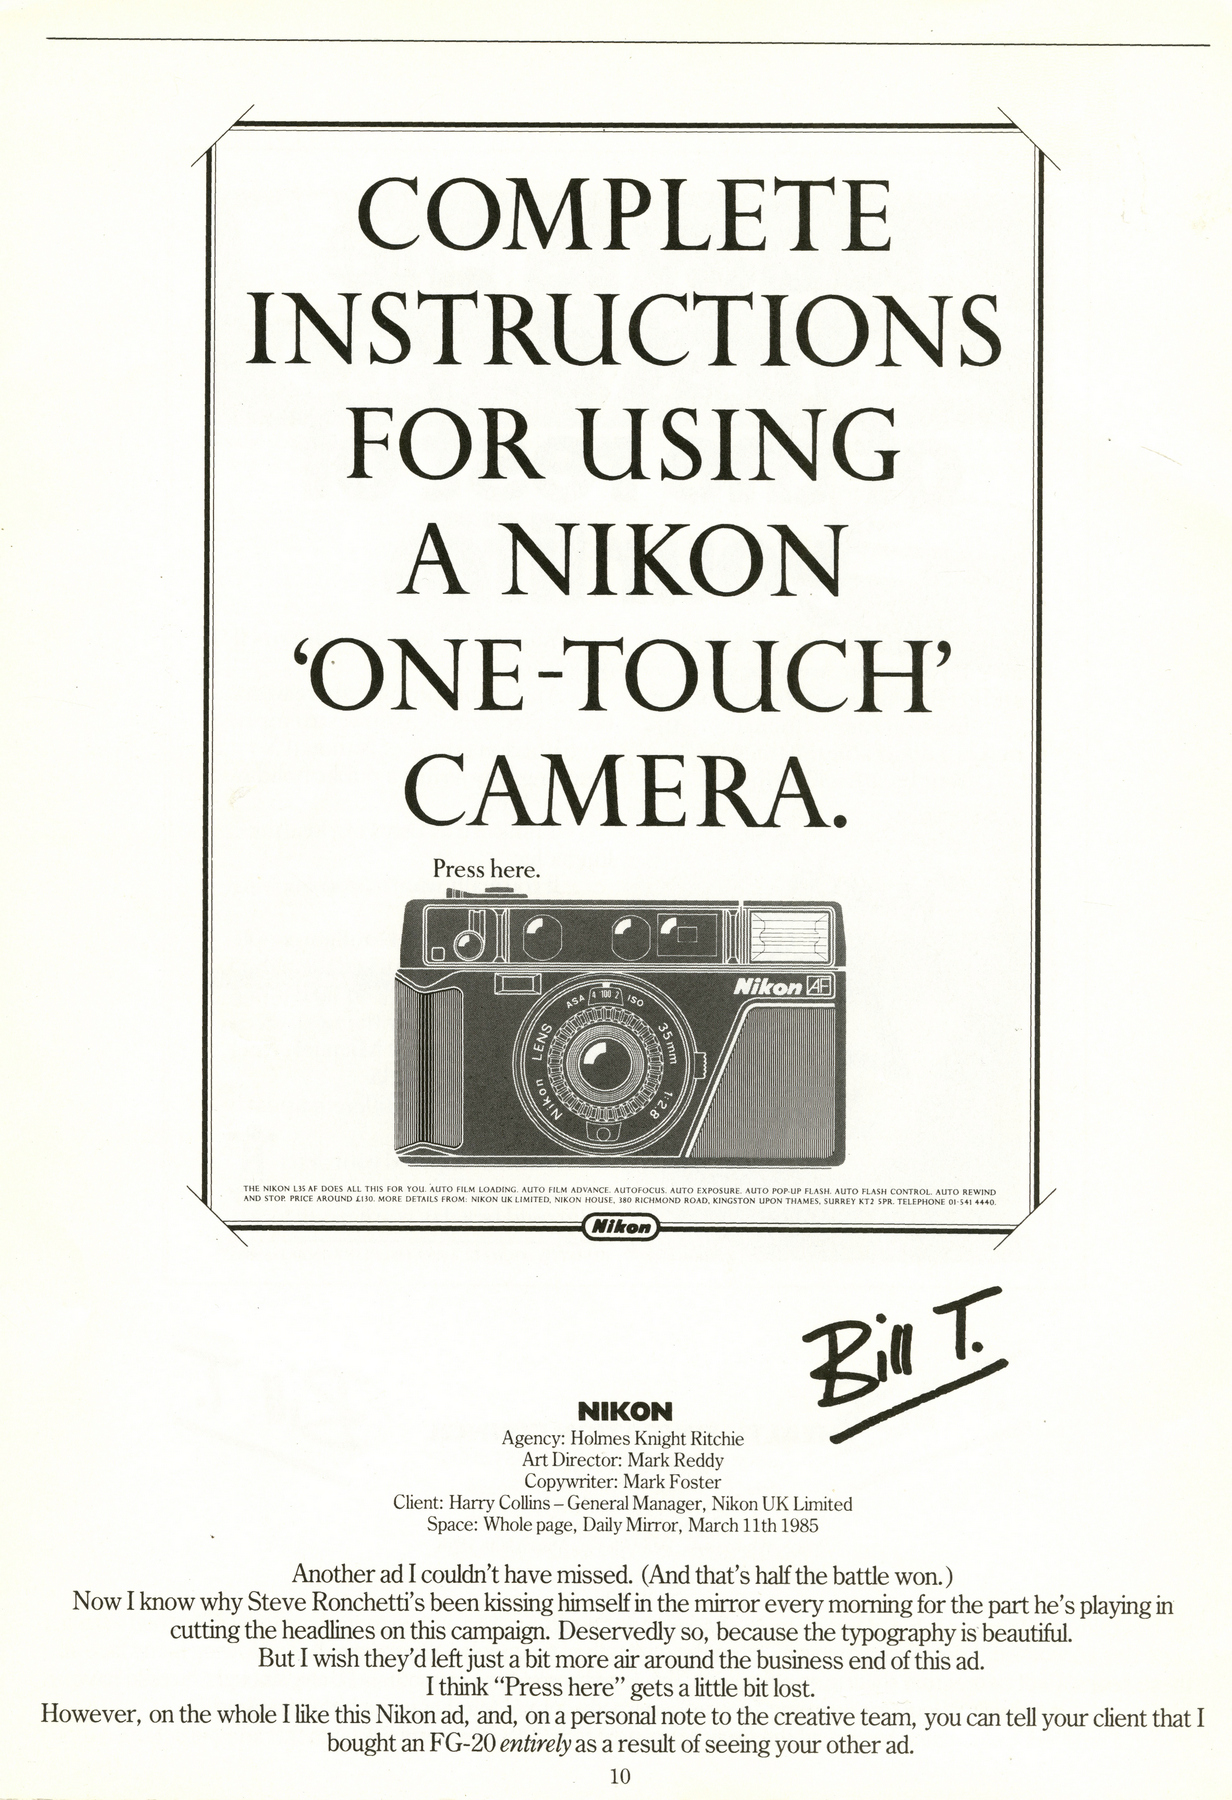 COMPLETE
INSTRUCTIONS
FOR USING
A NIKON
‘ONE-TOUCH’
CAMERA.
Press here.
Nikon AF
ASA 4 100 2 ISO
Nikon LENS 35mm 1:2.8
THE NIKON L35 AF DOES ALL THIS FOR YOU. AUTO FILM LOADING. AUTO FILM ADVANCE. AUTOFOCUS. AUTO EXPOSURE. AUTO POP-UP FLASH. AUTO FLASH CONTROL. AUTO REWIND
AND STOP. PRICE AROUND £130. MORE DETAILS FROM: NIKON UK LIMITED, NIKON HOUSE, 380 RICHMOND ROAD, KINGSTON UPON THAMES, SURREY KT2 5PR. TELEPHONE 01-541 4440.
Nikon
Bill T.
NIKON
Agency: Holmes Knight Ritchie
Art Director: Mark Reddy
Copywriter: Mark Foster
Client: Harry Collins – General Manager, Nikon UK Limited
Space: Whole page, Daily Mirror, March 11th 1985
Another ad I couldn’t have missed. (And that’s half the battle won.)
Now I know why Steve Ronchetti’s been kissing himself in the mirror every morning for the part he’s playing in
cutting the headlines on this campaign. Deservedly so, because the typography is beautiful.
But I wish they’d left just a bit more air around the business end of this ad.
I think “Press here” gets a little bit lost.
However, on the whole I like this Nikon ad, and, on a personal note to the creative team, you can tell your client that I
bought an FG-20 entirely as a result of seeing your other ad.
10